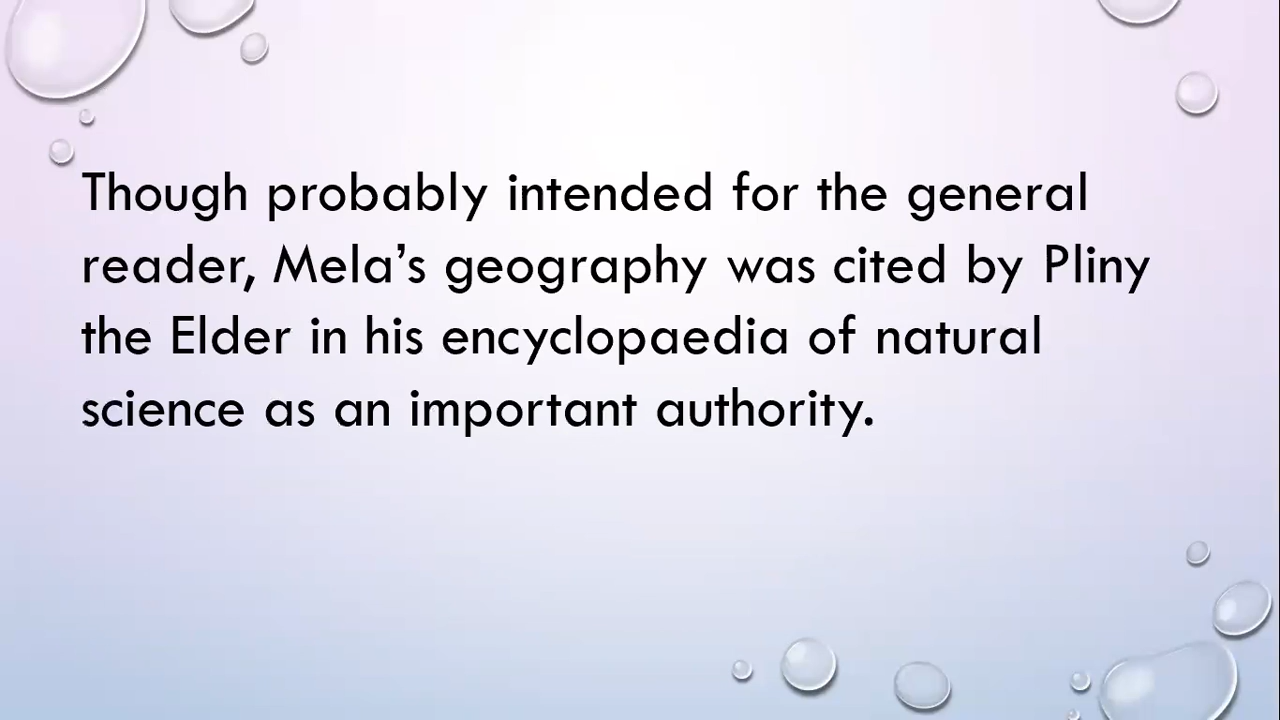 Though probably intended for the general
reader, Mela’s geography was cited by Pliny
the Elder in his encyclopaedia of natural
science as an important authority.